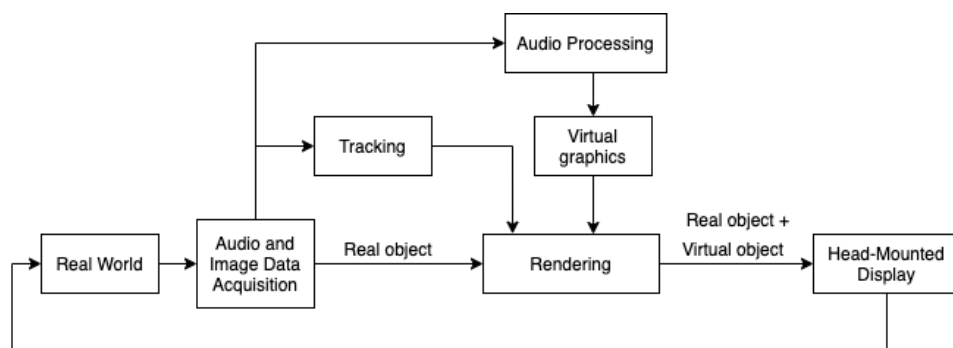 Audio Processing
Tracking
Virtual
graphics
Real World
Audio and
Image Data
Acquisition
Real object
Rendering
Real object +
Virtual object
Head-Mounted
Display